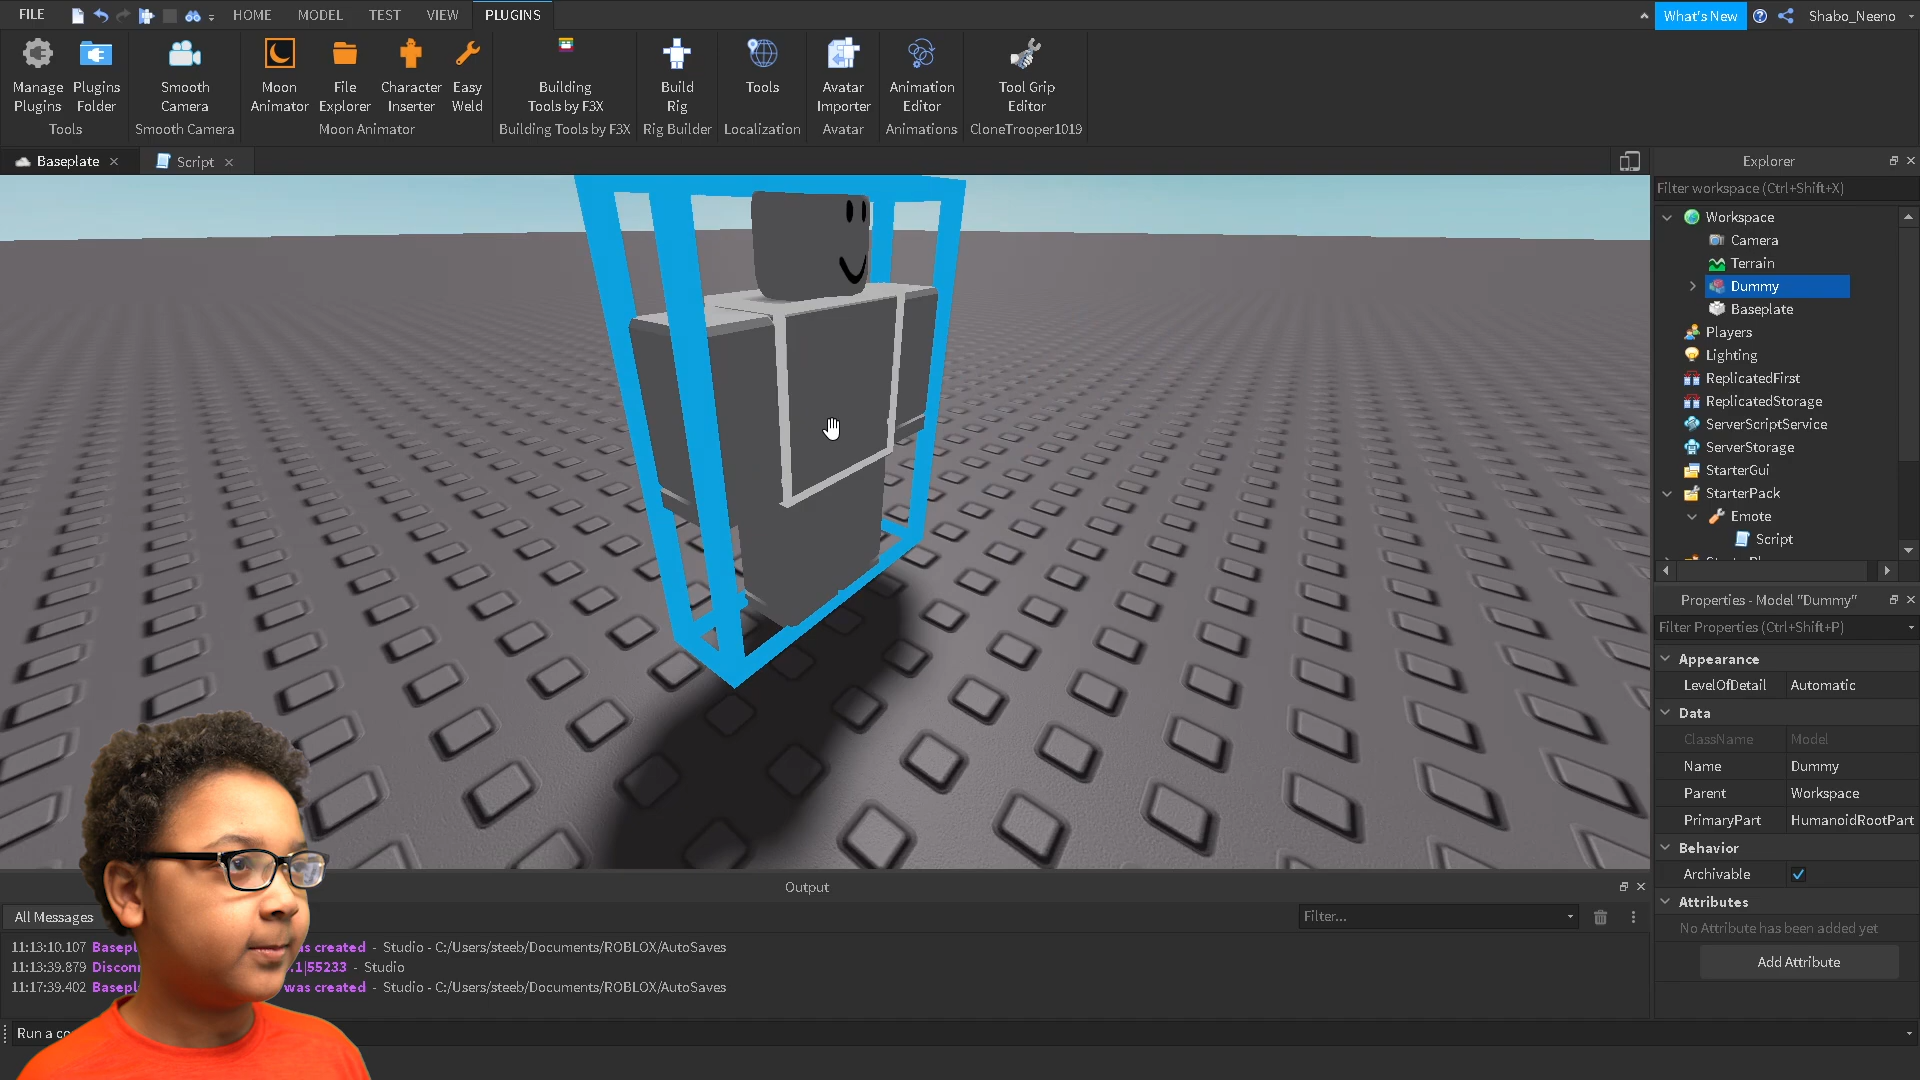 FILE HOME MODEL TEST VIEW PLUGINS What's New Shabo_Neeno
Manage Plugins
Plugins Folder
Smooth Camera
Moon Animator
File Explorer
Character Inserter
Easy Weld
Building Tools by F3X
Build Rig
Tools
Avatar Importer
Animation Editor
Tool Grip Editor
Tools Smooth Camera Moon Animator Building Tools by F3X Rig Builder Localization Avatar Animations CloneTrooper1019
Baseplate Script
Explorer
Filter workspace (Ctrl+Shift+X)
Workspace
Camera
Terrain
Dummy
Baseplate
Players
Lighting
ReplicatedFirst
ReplicatedStorage
ServerScriptService
ServerStorage
StarterGui
StarterPack
Emote
Script
Properties - Model "Dummy"
Filter Properties (Ctrl+Shift+P)
Appearance
LevelOfDetail Automatic
Data
ClassName Model
Name Dummy
Parent Workspace
PrimaryPart HumanoidRootPart
Behavior
Archivable
Attributes
No Attribute has been added yet
Add Attribute
Output
All Messages Filter...
11:13:10.107 Basepl s created - Studio - C:/Users/steeb/Documents/ROBLOX/AutoSaves
11:13:39.879 Disconn .1|55233 - Studio
11:17:39.402 Basepl was created - Studio - C:/Users/steeb/Documents/ROBLOX/AutoSaves
Run a co